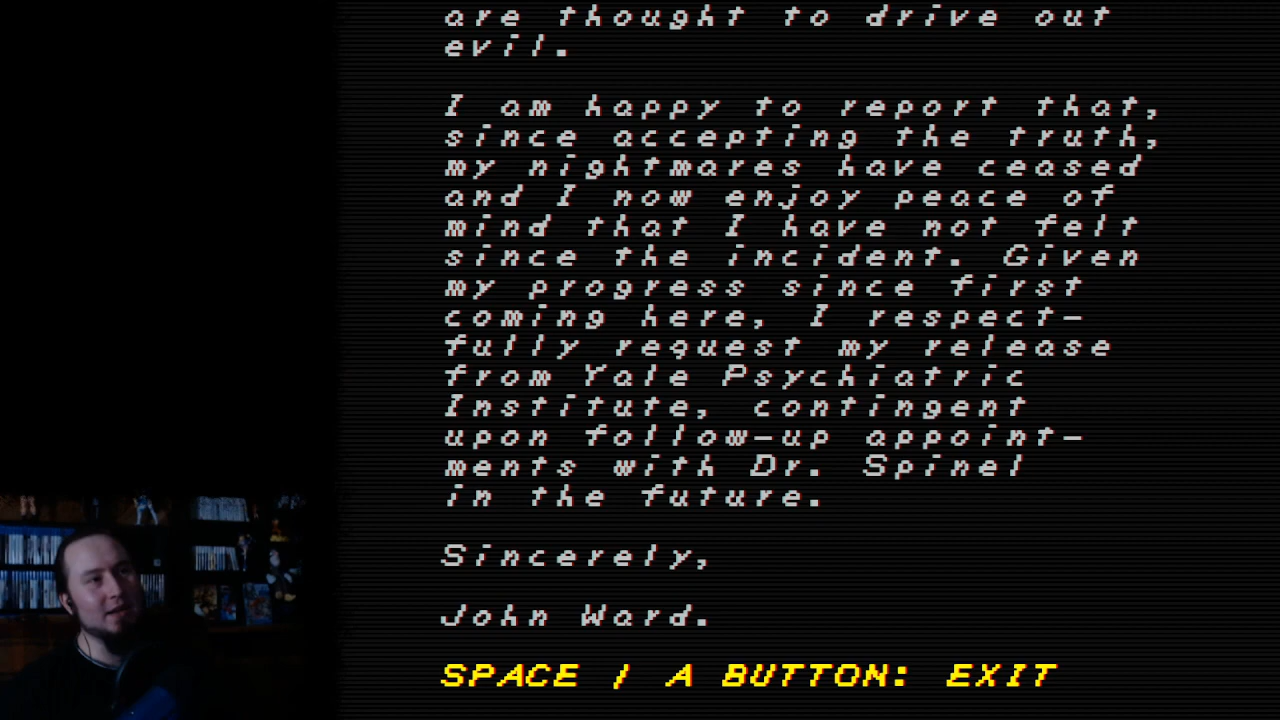 are thought to drive out
evil.
I am happy to report that,
since accepting the truth,
my nightmares have ceased
and I now enjoy peace of
mind that I have not felt
since the incident. Given
my progress since first
coming here, I respect-
fully request my release
from Yale Psychiatric
Institute, contingent
upon follow-up appoint-
ments with Dr. Spinel
in the future.
Sincerely,
John Ward.
SPACE / A BUTTON: EXIT